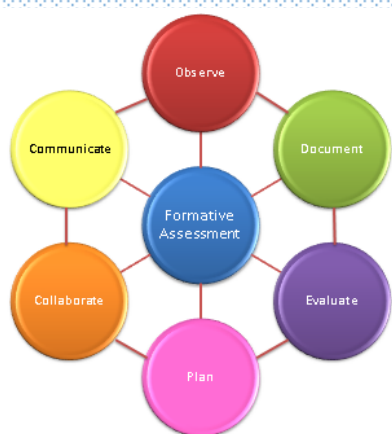 Observe
Communicate
Document
Formative
Assessment
Collaborate
Evaluate
Plan